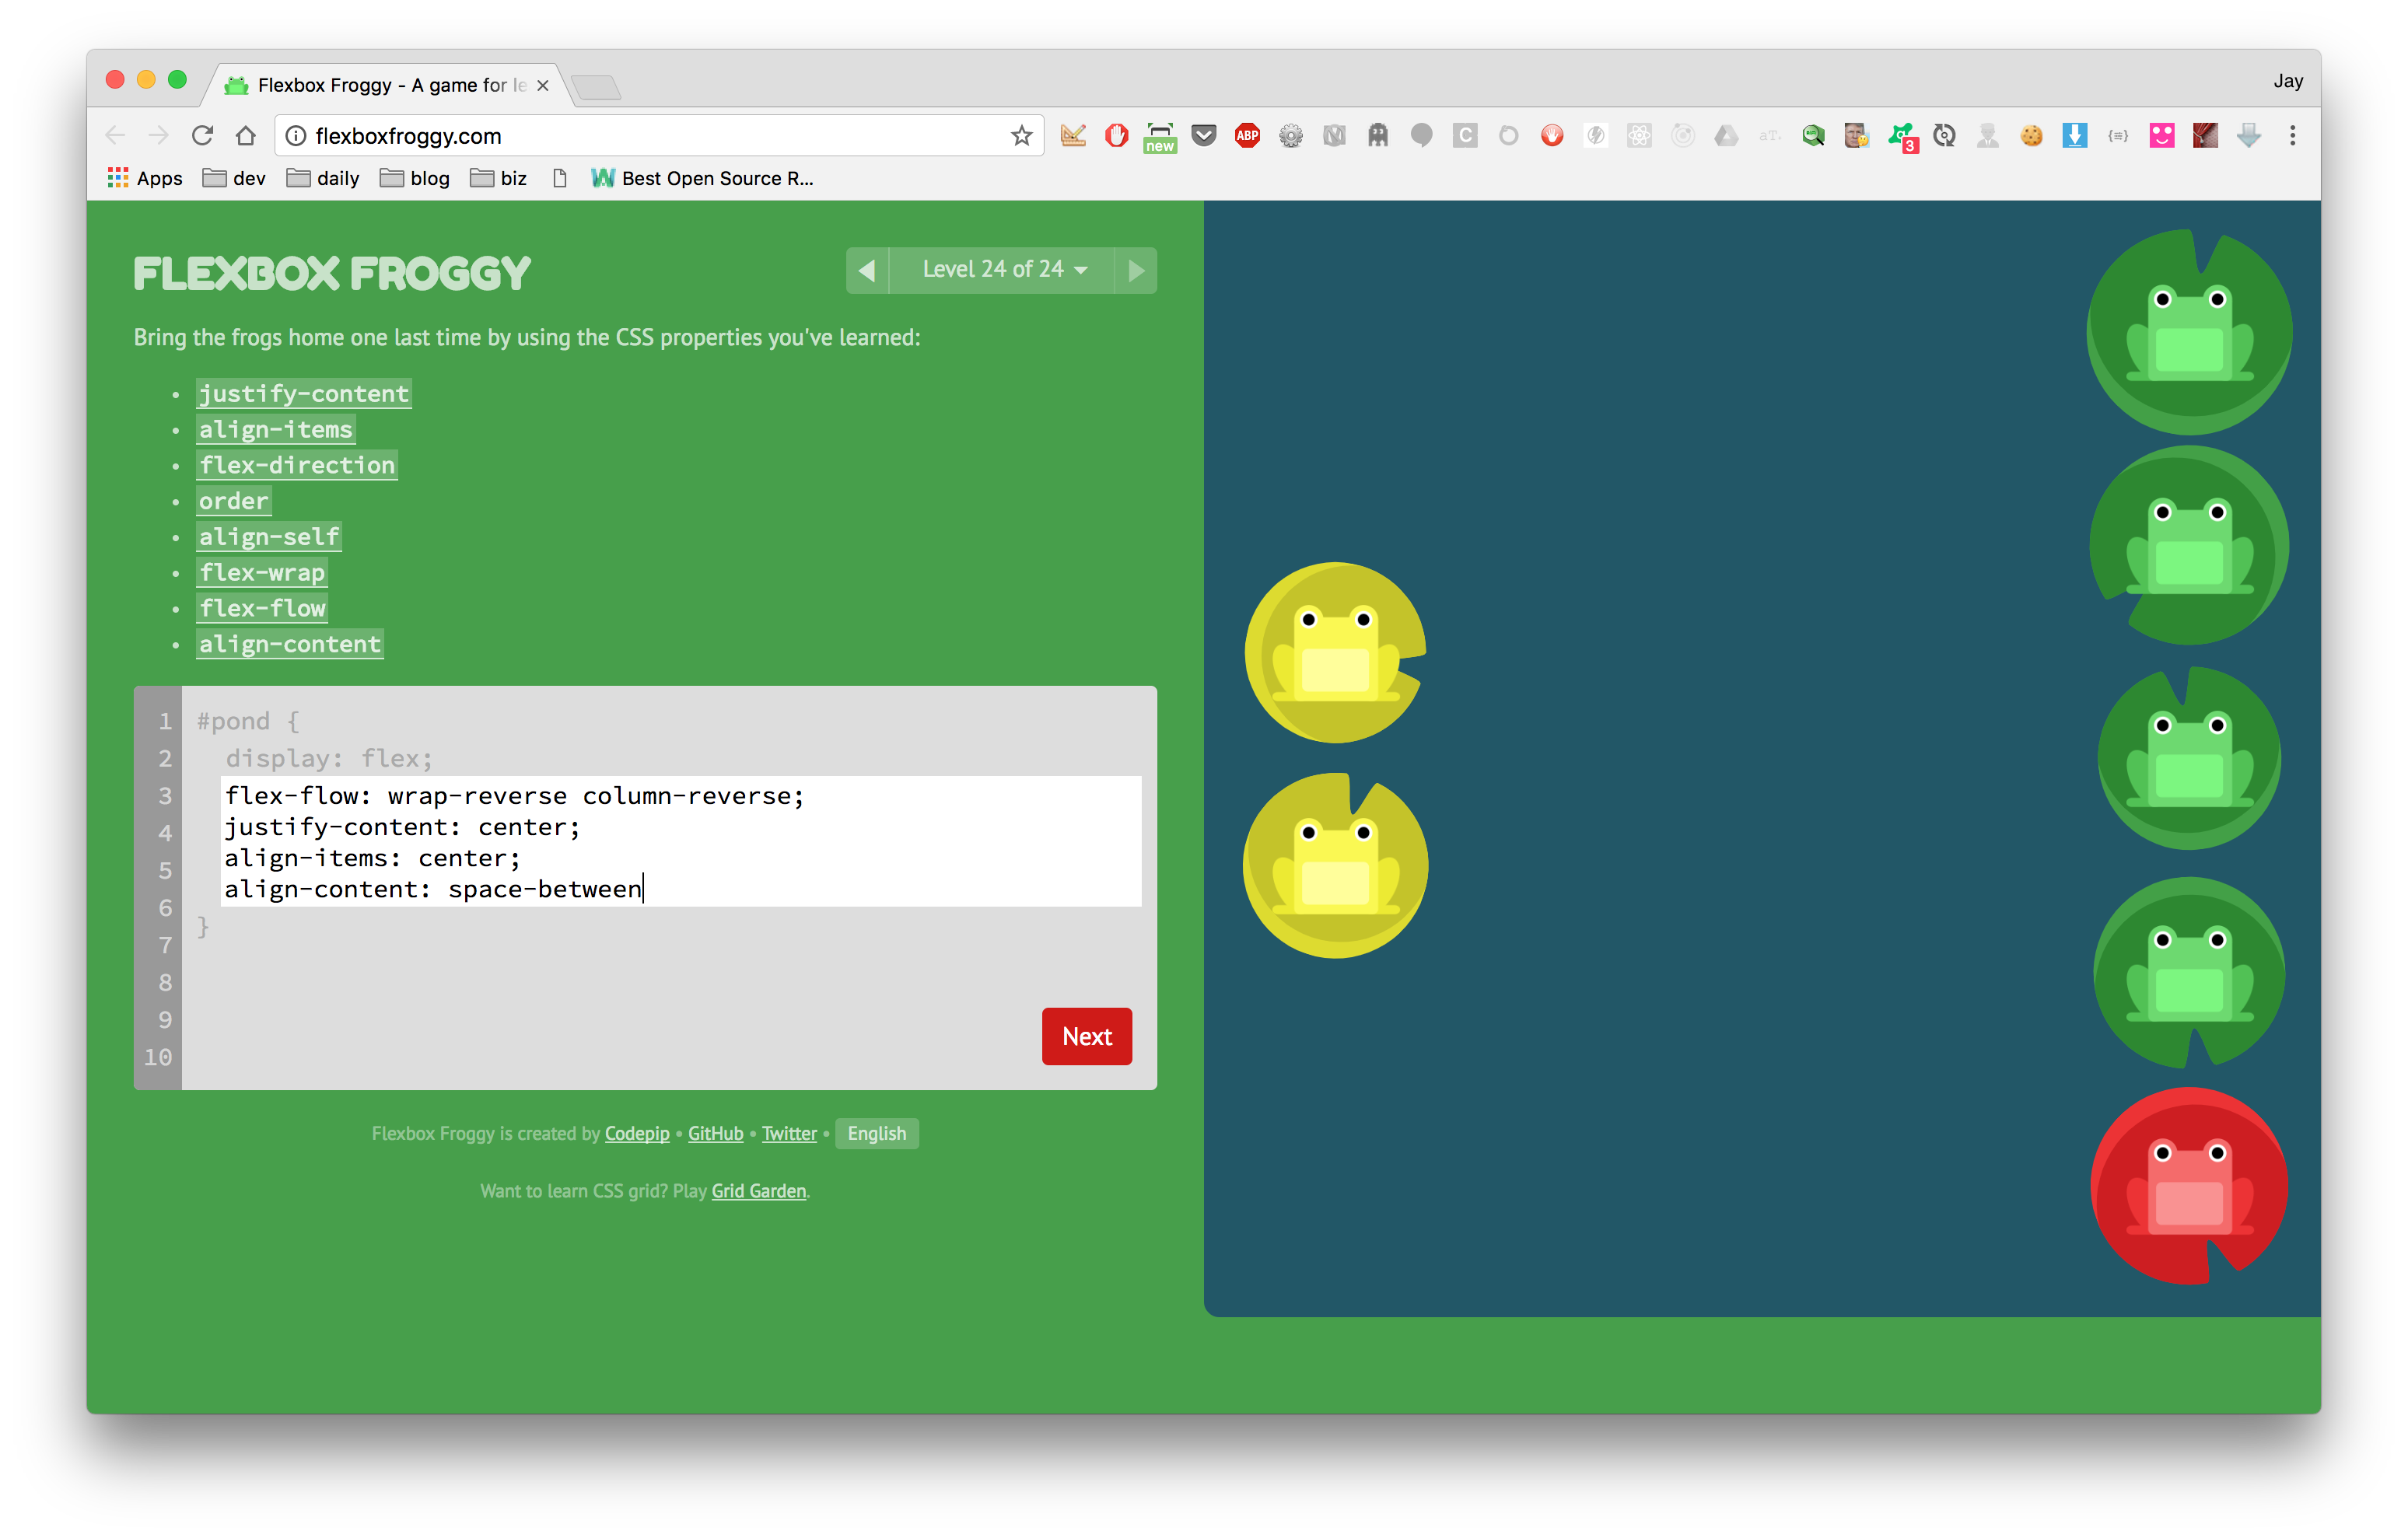 Flexbox Froggy - A game for le
Jay
flexboxfroggy.com
new
ABP
C
aT.
3
{≡}
Apps dev daily blog biz Best Open Source R...
FLEXBOX FROGGY
Level 24 of 24
Bring the frogs home one last time by using the CSS properties you've learned:
• justify-content
• align-items
• flex-direction
• order
• align-self
• flex-wrap
• flex-flow
• align-content
1 #pond {
2 display: flex;
3 flex-flow: wrap-reverse column-reverse;
4 justify-content: center;
5 align-items: center;
6 align-content: space-between
7 }
8
9
10
Next
Flexbox Froggy is created by Codepip • GitHub • Twitter • English
Want to learn CSS grid? Play Grid Garden.